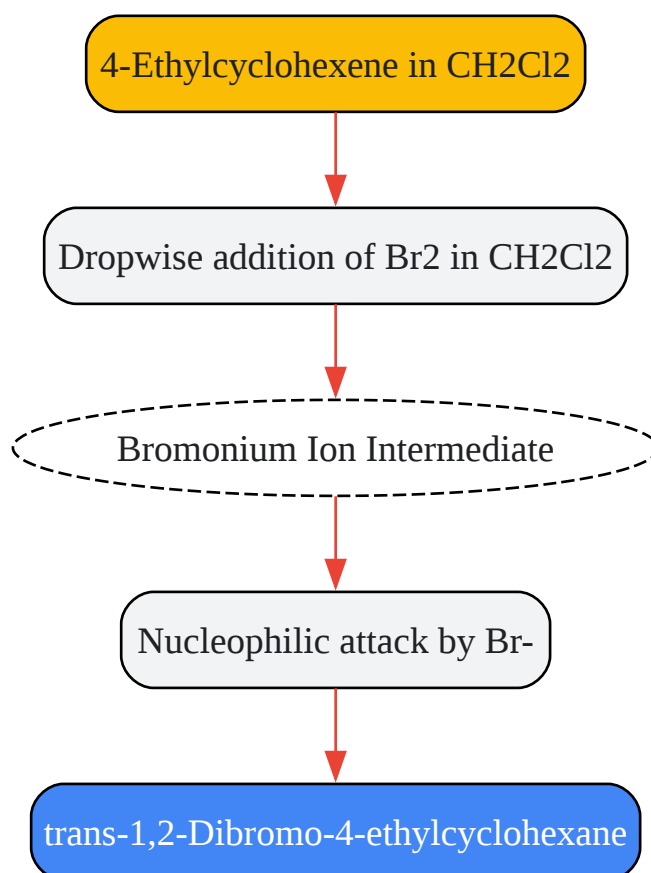 4-Ethylcyclohexene in CH2Cl2
Dropwise addition of Br2 in CH2Cl2
Bromonium Ion Intermediate
Nucleophilic attack by Br-
trans-1,2-Dibromo-4-ethylcyclohexane